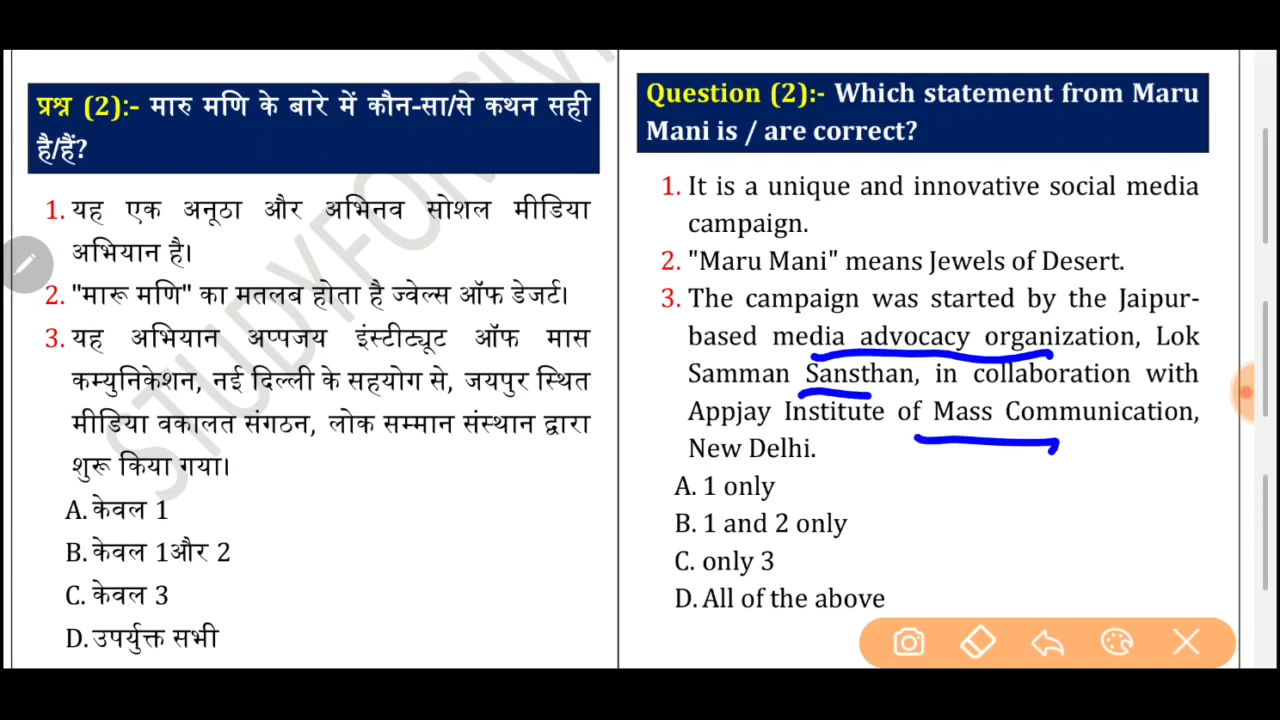 प्रश्न (2):- मारु मणि के बारे में कौन-सा/से कथन सही
है/हैं?
1. यह एक अनूठा और अभिनव सोशल मीडिया
अभियान है।
2. "मारू मणि" का मतलब होता है ज्वेल्स ऑफ डेजर्ट।
3. यह अभियान अप्पजय इंस्टीट्यूट ऑफ मास
कम्युनिकेशन, नई दिल्ली के सहयोग से, जयपुर स्थित
मीडिया वकालत संगठन, लोक सम्मान संस्थान द्वारा
शुरू किया गया।
A. केवल 1
B. केवल 1और 2
C. केवल 3
D. उपर्युक्त सभी
Question (2):- Which statement from Maru
Mani is / are correct?
1. It is a unique and innovative social media
campaign.
2. "Maru Mani" means Jewels of Desert.
3. The campaign was started by the Jaipur-
based media advocacy organization, Lok
Samman Sansthan, in collaboration with
Appjay Institute of Mass Communication,
New Delhi.
A. 1 only
B. 1 and 2 only
C. only 3
D. All of the above